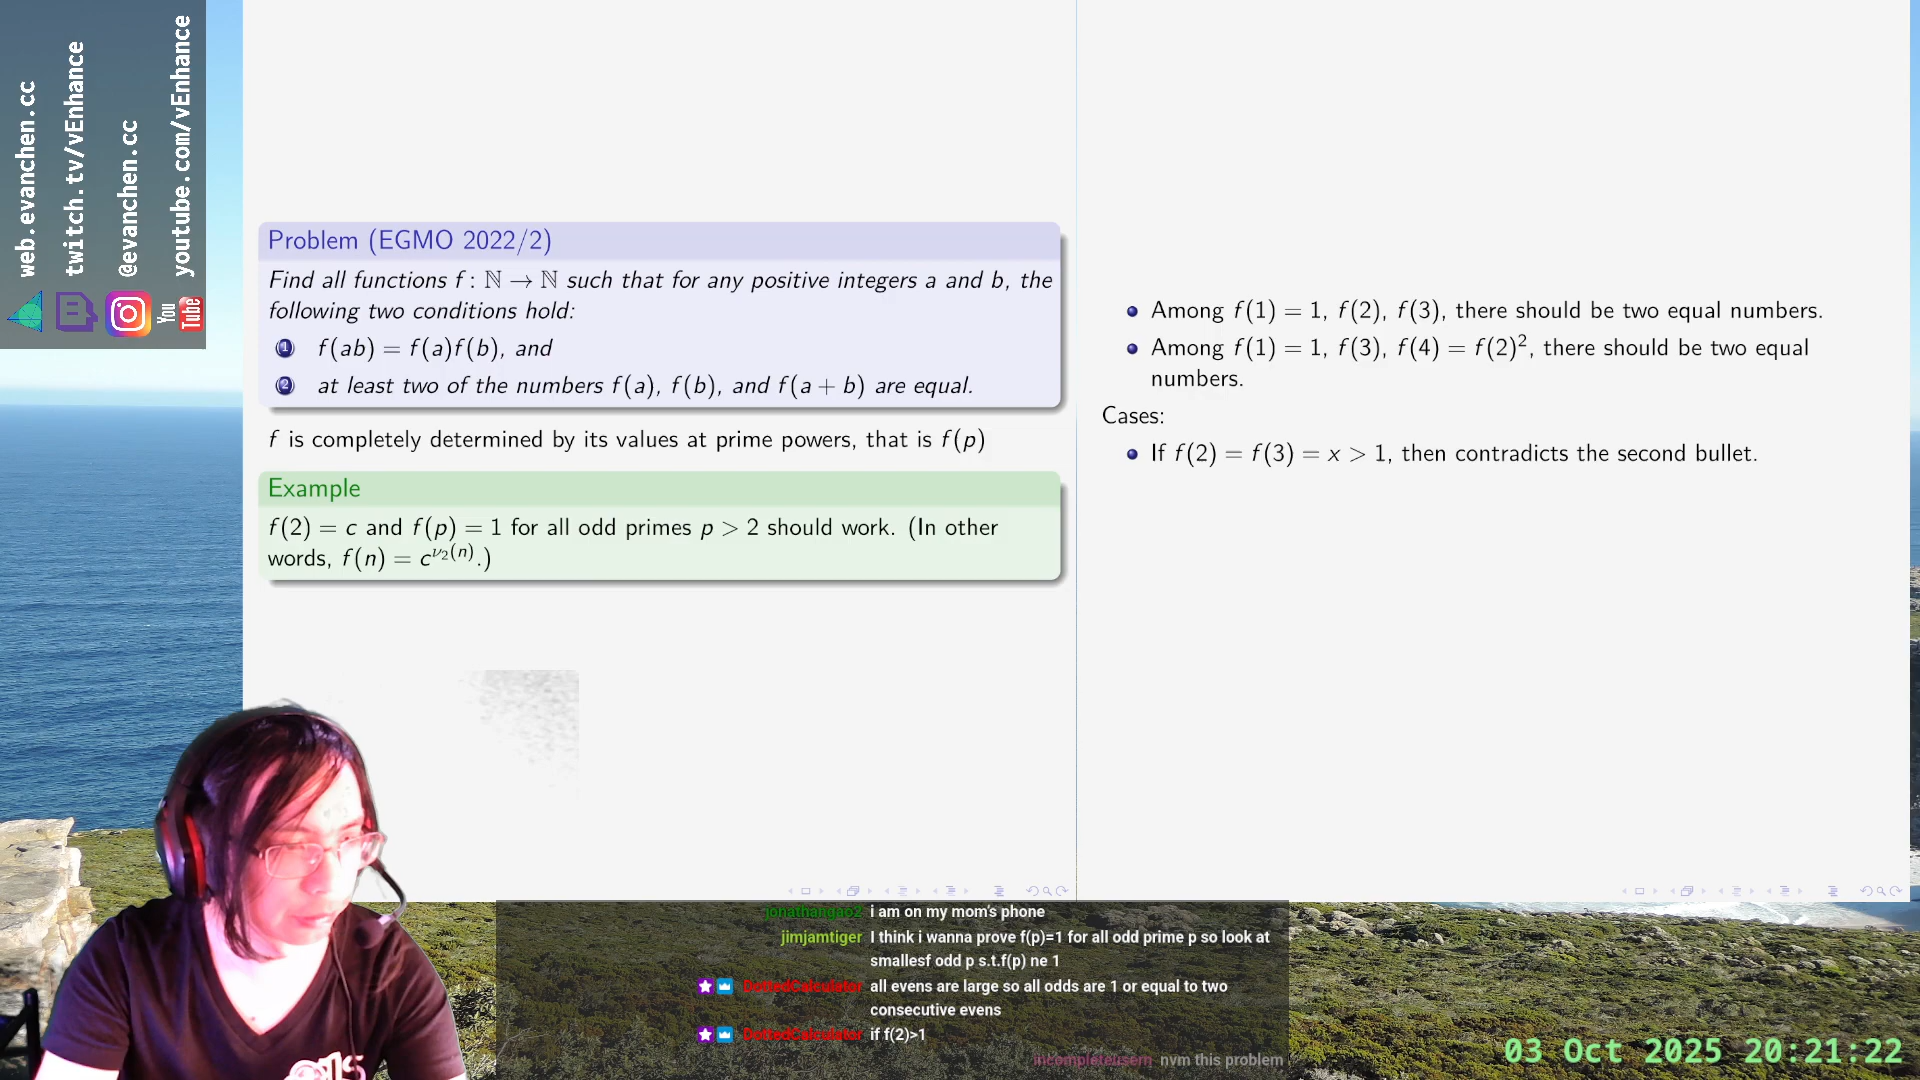 web.evanchen.cc
twitch.tv/vEnhance
@evanchen.cc
youtube.com/vEnhance
You
Tube
Problem (EGMO 2022/2)
Find all functions f : ℕ → ℕ such that for any positive integers a and b, the
following two conditions hold:
1 f(ab) = f(a)f(b), and
2 at least two of the numbers f(a), f(b), and f(a + b) are equal.
f is completely determined by its values at prime powers, that is f(p)
Example
f(2) = c and f(p) = 1 for all odd primes p > 2 should work. (In other
words, f(n) = c^{ν₂(n)}.)
• Among f(1) = 1, f(2), f(3), there should be two equal numbers.
• Among f(1) = 1, f(3), f(4) = f(2)², there should be two equal
numbers.
Cases:
• If f(2) = f(3) = x > 1, then contradicts the second bullet.
jonathangao2 i am on my mom's phone
jimjamtiger I think i wanna prove f(p)=1 for all odd prime p so look at
smallesf odd p s.t.f(p) ne 1
DottedCalculator all evens are large so all odds are 1 or equal to two
consecutive evens
DottedCalculator if f(2)>1
nvm this problem
03 Oct 2025 20:21:22